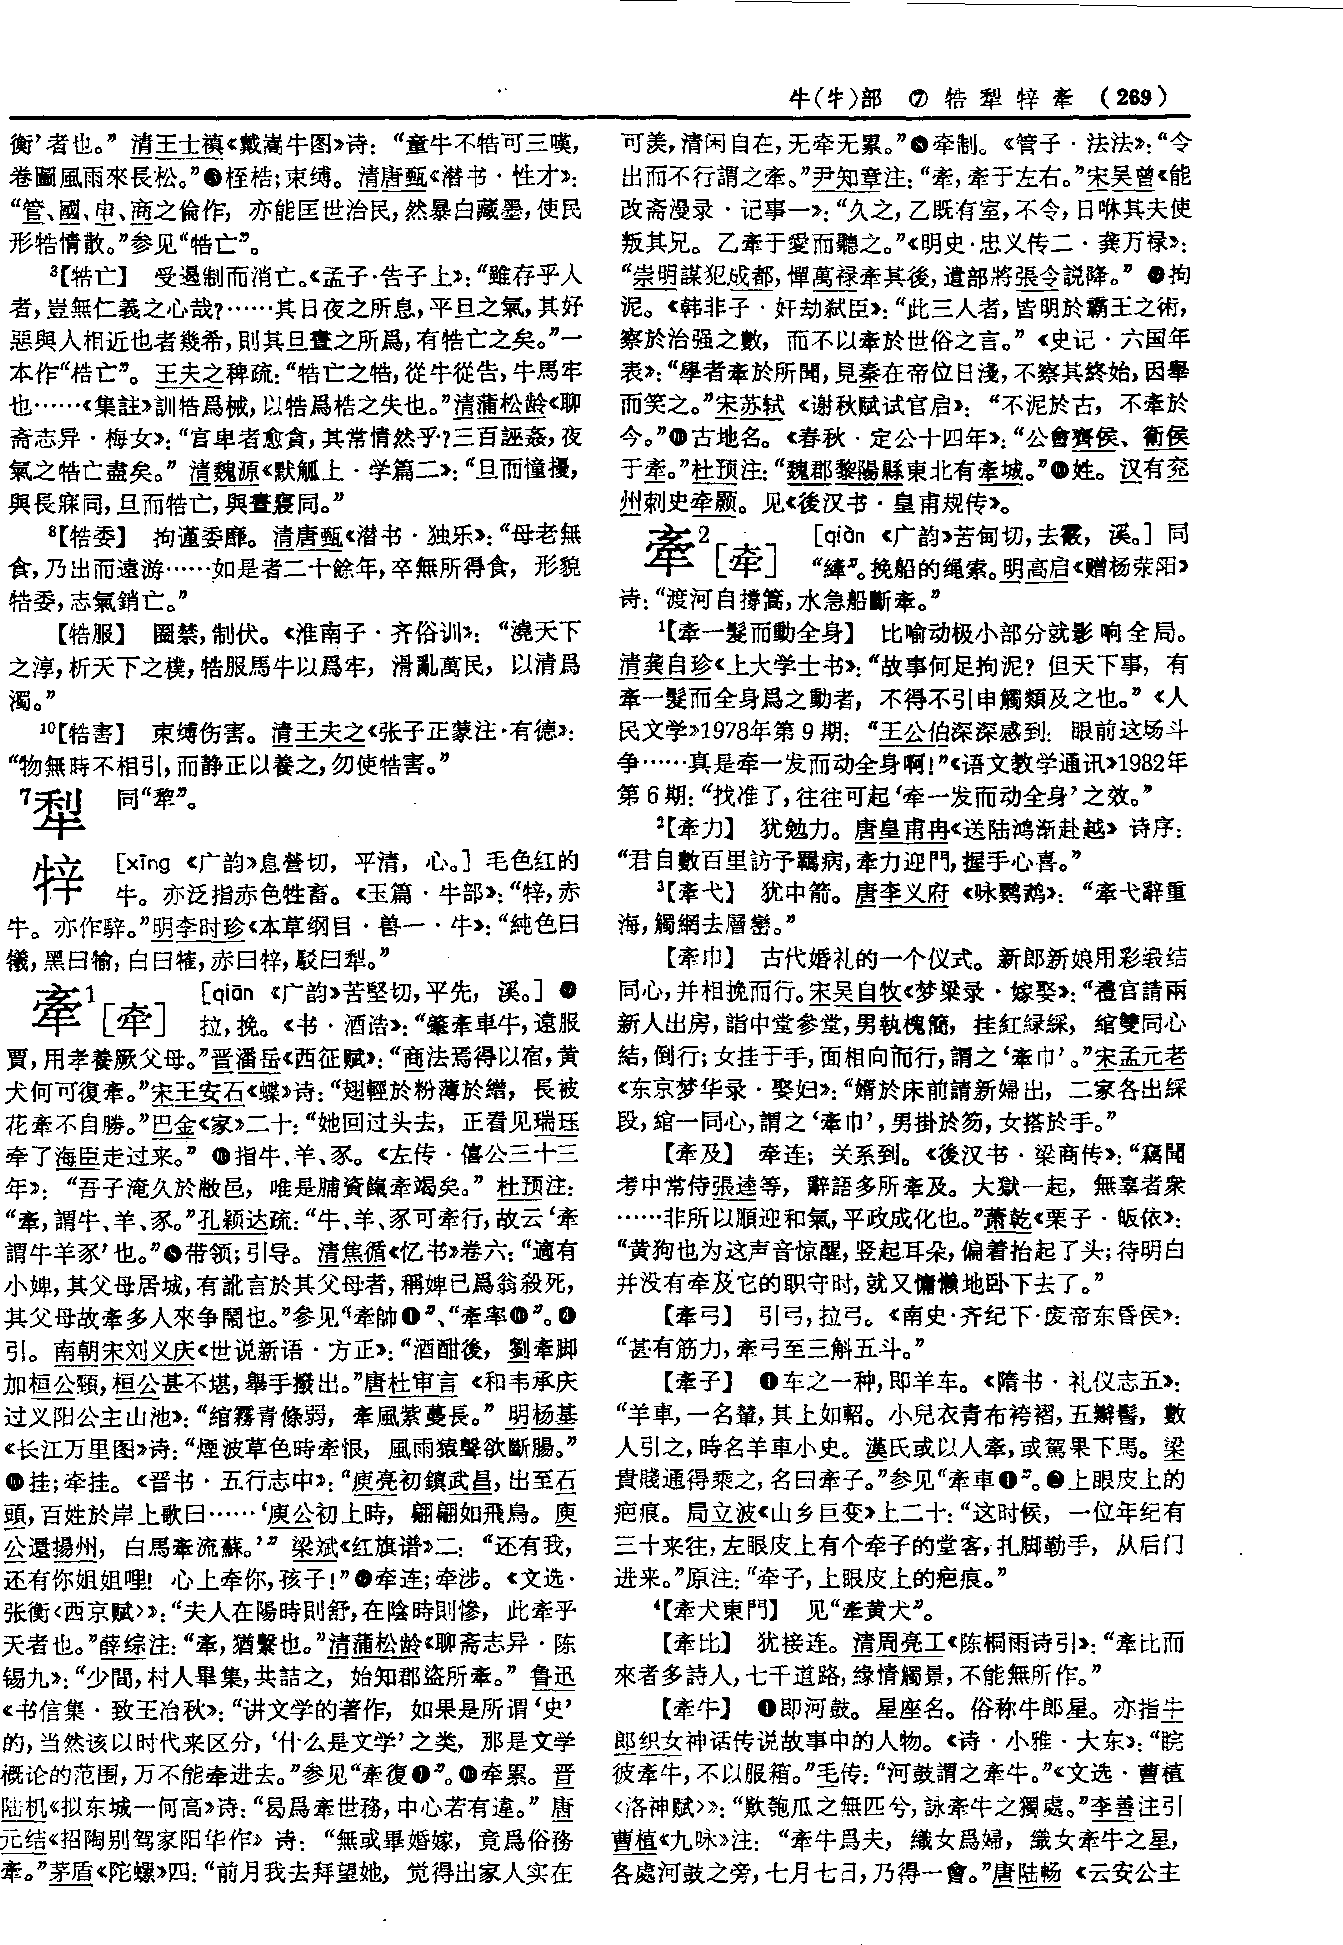 牛(牜)部 ⑦ 牿 犁 牸 牽 (269)
衡’者也。”清王士禛《戴嵩牛图》诗：“童牛不牿可三嘆，
卷圖風雨來長松。”❸桎梏；束缚。清唐甄《潜书·性才》：
“管、國、申、商之倫作，亦能匡世治民，然暴白藏墨，使民
形牿情散。”参见“牿亡”。
³【牿亡】 受遏制而消亡。《孟子·告子上》：“雖存乎人
者，豈無仁義之心哉？……其日夜之所息，平旦之氣，其好
惡與人相近也者幾希，則其旦晝之所爲，有牿亡之矣。”一
本作“梏亡”。王夫之稗疏：“牿亡之牿，從牛從告，牛馬牢
也……《集註》訓牿爲械，以牿爲梏之失也。”清蒲松龄《聊
斋志异·梅女》：“官卑者愈貪，其常情然乎？三百誣姦，夜
氣之牿亡盡矣。”清魏源《默觚上·学篇二》：“旦而憧擾，
與長寐同，旦而牿亡，與晝寢同。”
⁸【牿委】 拘谨委靡。清唐甄《潜书·独乐》：“母老無
食，乃出而遠游……如是者二十餘年，卒無所得食，形貌
牿委，志氣銷亡。”
【牿服】 圈禁，制伏。《淮南子·齐俗训》：“澆天下
之淳，析天下之樸，牿服馬牛以爲牢，滑亂萬民，以清爲
濁。”
¹⁰【牿害】 束缚伤害。清王夫之《张子正蒙注·有德》：
“物無時不相引，而静正以養之，勿使牿害。”
⁷犁 同“犂”。
牸 [xīng 《广韵》息營切，平清，心。] 毛色红的
牛。亦泛指赤色牲畜。《玉篇·牛部》：“牸，赤
牛。亦作騂。”明李时珍《本草纲目·兽一·牛》：“純色曰
犧，黑曰㸡，白曰㹊，赤曰牸，駁曰犁。”
牽¹[牵] [qiān 《广韵》苦堅切，平先，溪。] ❶
拉，挽。《书·酒诰》：“肇牽車牛，遠服
賈，用孝養厥父母。”晋潘岳《西征赋》：“商法焉得以宿，黄
犬何可復牽。”宋王安石《蝶》诗：“翅輕於粉薄於繒，長被
花牽不自勝。”巴金《家》二十：“她回过头去，正看见瑞珏
牵了海臣走过来。”❷指牛、羊、豕。《左传·僖公三十三
年》：“吾子淹久於敝邑，唯是脯資餼牽竭矣。”杜预注：
“牽，謂牛、羊、豕。”孔颖达疏：“牛、羊、豕可牽行，故云‘牽
謂牛羊豕’也。”❸带领；引导。清焦循《忆书》卷六：“適有
小婢，其父母居城，有訛言於其父母者，稱婢已爲翁殺死，
其父母故牽多人來争鬧也。”参见“牽帥❶”、“牽率❶”。❹
引。南朝宋刘义庆《世说新语·方正》：“酒酣後，劉牽脚
加桓公頸，桓公甚不堪，舉手撥出。”唐杜审言《和韦承庆
过义阳公主山池》：“绾霧青條弱，牽風紫蔓長。”明杨基
《长江万里图》诗：“煙波草色時牽恨，風雨猿聲欲斷腸。”
❺挂；牵挂。《晋书·五行志中》：“庾亮初鎮武昌，出至石
頭，百姓於岸上歌曰……‘庾公初上時，翩翩如飛鳥。庾
公還揚州，白馬牽流蘇。’”梁斌《红旗谱》二：“还有我，
还有你姐姐哩！心上牵你，孩子！”❻牵连；牵涉。《文选·
张衡〈西京赋〉》：“夫人在陽時則舒，在陰時則慘，此牽乎
天者也。”薛综注：“牽，猶繫也。”清蒲松龄《聊斋志异·陈
锡九》：“少間，村人畢集，共詰之，始知郡盜所牽。”鲁迅
《书信集·致王冶秋》：“讲文学的著作，如果是所谓‘史’
的，当然该以时代来区分，‘什么是文学’之类，那是文学
概论的范围，万不能牵进去。”参见“牽復❶”。❼牵累。晋
陆机《拟东城一何高》诗：“曷爲牽世務，中心若有違。”唐
元结《招陶别驾家阳华作》诗：“無或畢婚嫁，竟爲俗務
牽。”茅盾《陀螺》四：“前月我去拜望她，觉得出家人实在
可羡，清闲自在，无牵无累。”❽牵制。《管子·法法》：“令
出而不行謂之牽。”尹知章注：“牽，牽于左右。”宋吴曾《能
改斋漫录·记事一》：“久之，乙既有室，不令，日咻其夫使
叛其兄。乙牽于愛而聽之。”《明史·忠义传二·龚万禄》：
“崇明謀犯成都，憚萬禄牽其後，遣部將張令説降。”❾拘
泥。《韩非子·奸劫弑臣》：“此三人者，皆明於霸王之術，
察於治强之數，而不以牽於世俗之言。”《史记·六国年
表》：“學者牽於所聞，見秦在帝位日淺，不察其終始，因舉
而笑之。”宋苏轼《谢秋赋试官启》：“不泥於古，不牽於
今。”❿古地名。《春秋·定公十四年》：“公會齊侯、衛侯
于牽。”杜预注：“魏郡黎陽縣東北有牽城。”⓫姓。汉有兖
州刺史牵颢。见《後汉书·皇甫规传》。
牽²[牵] [qiàn 《广韵》苦甸切，去霰，溪。] 同
“縴”。挽船的绳索。明高启《赠杨荥阳》
诗：“渡河自撐篙，水急船斷牽。”
¹【牽一髮而動全身】 比喻动极小部分就影响全局。
清龚自珍《上大学士书》：“故事何足拘泥？但天下事，有
牽一髮而全身爲之動者，不得不引申觸類及之也。”《人
民文学》1978年第9期：“王公伯深深感到：眼前这场斗
争……真是牵一发而动全身啊！”《语文教学通讯》1982年
第6期：“找准了，往往可起‘牵一发而动全身’之效。”
²【牽力】 犹勉力。唐皇甫冉《送陆鸿渐赴越》诗序：
“君自數百里訪予羈病，牽力迎門，握手心喜。”
³【牽弋】 犹中箭。唐李义府《咏鹦鹉》：“牽弋辭重
海，觸網去層巒。”
【牽巾】 古代婚礼的一个仪式。新郎新娘用彩缎结
同心，并相挽而行。宋吴自牧《梦粱录·嫁娶》：“禮官請兩
新人出房，詣中堂参堂，男執槐簡，挂紅緑綵，綰雙同心
結，倒行；女挂于手，面相向而行，謂之‘牽巾’。”宋孟元老
《东京梦华录·娶妇》：“婿於床前請新婦出，二家各出綵
段，綰一同心，謂之‘牽巾’，男掛於笏，女搭於手。”
【牽及】 牵连；关系到。《後汉书·梁商传》：“竊聞
考中常侍張逵等，辭語多所牽及。大獄一起，無辜者衆
……非所以順迎和氣，平政成化也。”萧乾《栗子·皈依》：
“黄狗也为这声音惊醒，竖起耳朵，偏着抬起了头；待明白
并没有牵及它的职守时，就又慵懒地卧下去了。”
【牽弓】 引弓，拉弓。《南史·齐纪下·废帝东昏侯》：
“甚有筋力，牽弓至三斛五斗。”
【牽子】 ❶车之一种，即羊车。《隋书·礼仪志五》：
“羊車，一名輦，其上如軺。小兒衣青布袴褶，五辮髻，數
人引之，時名羊車小史。漢氏或以人牽，或駕果下馬。梁
貴賤通得乘之，名曰牽子。”参见“牽車❶”。❷上眼皮上的
疤痕。周立波《山乡巨变》上二十：“这时候，一位年纪有
三十来往，左眼皮上有个牵子的堂客，扎脚勒手，从后门
进来。”原注：“牵子，上眼皮上的疤痕。”
⁴【牽犬東門】 见“牽黄犬”。
【牽比】 犹接连。清周亮工《陈桐雨诗引》：“牽比而
來者多詩人，七千道路，緣情觸景，不能無所作。”
【牽牛】 ❶即河鼓。星座名。俗称牛郎星。亦指牛
郎织女神话传说故事中的人物。《诗·小雅·大东》：“睆
彼牽牛，不以服箱。”毛传：“河鼓謂之牽牛。”《文选·曹植
〈洛神赋〉》：“歎匏瓜之無匹兮，詠牽牛之獨處。”李善注引
曹植《九咏》注：“牽牛爲夫，織女爲婦，織女牽牛之星，
各處河鼓之旁，七月七日，乃得一會。”唐陆畅《云安公主